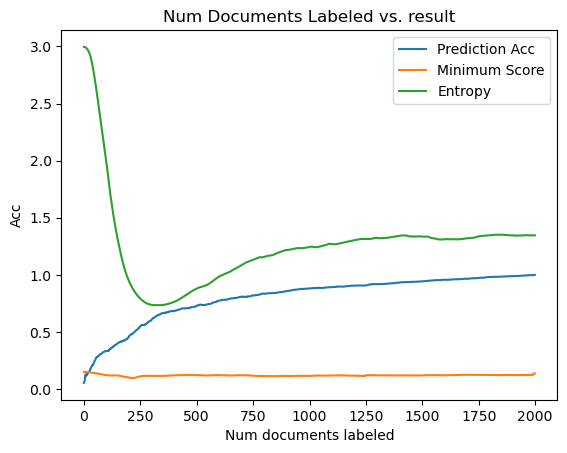 Num Documents Labeled vs. result
Prediction Acc
Minimum Score
Entropy
Acc
3.0
2.5
2.0
1.5
1.0
0.5
0.0
0 250 500 750 1000 1250 1500 1750 2000
Num documents labeled